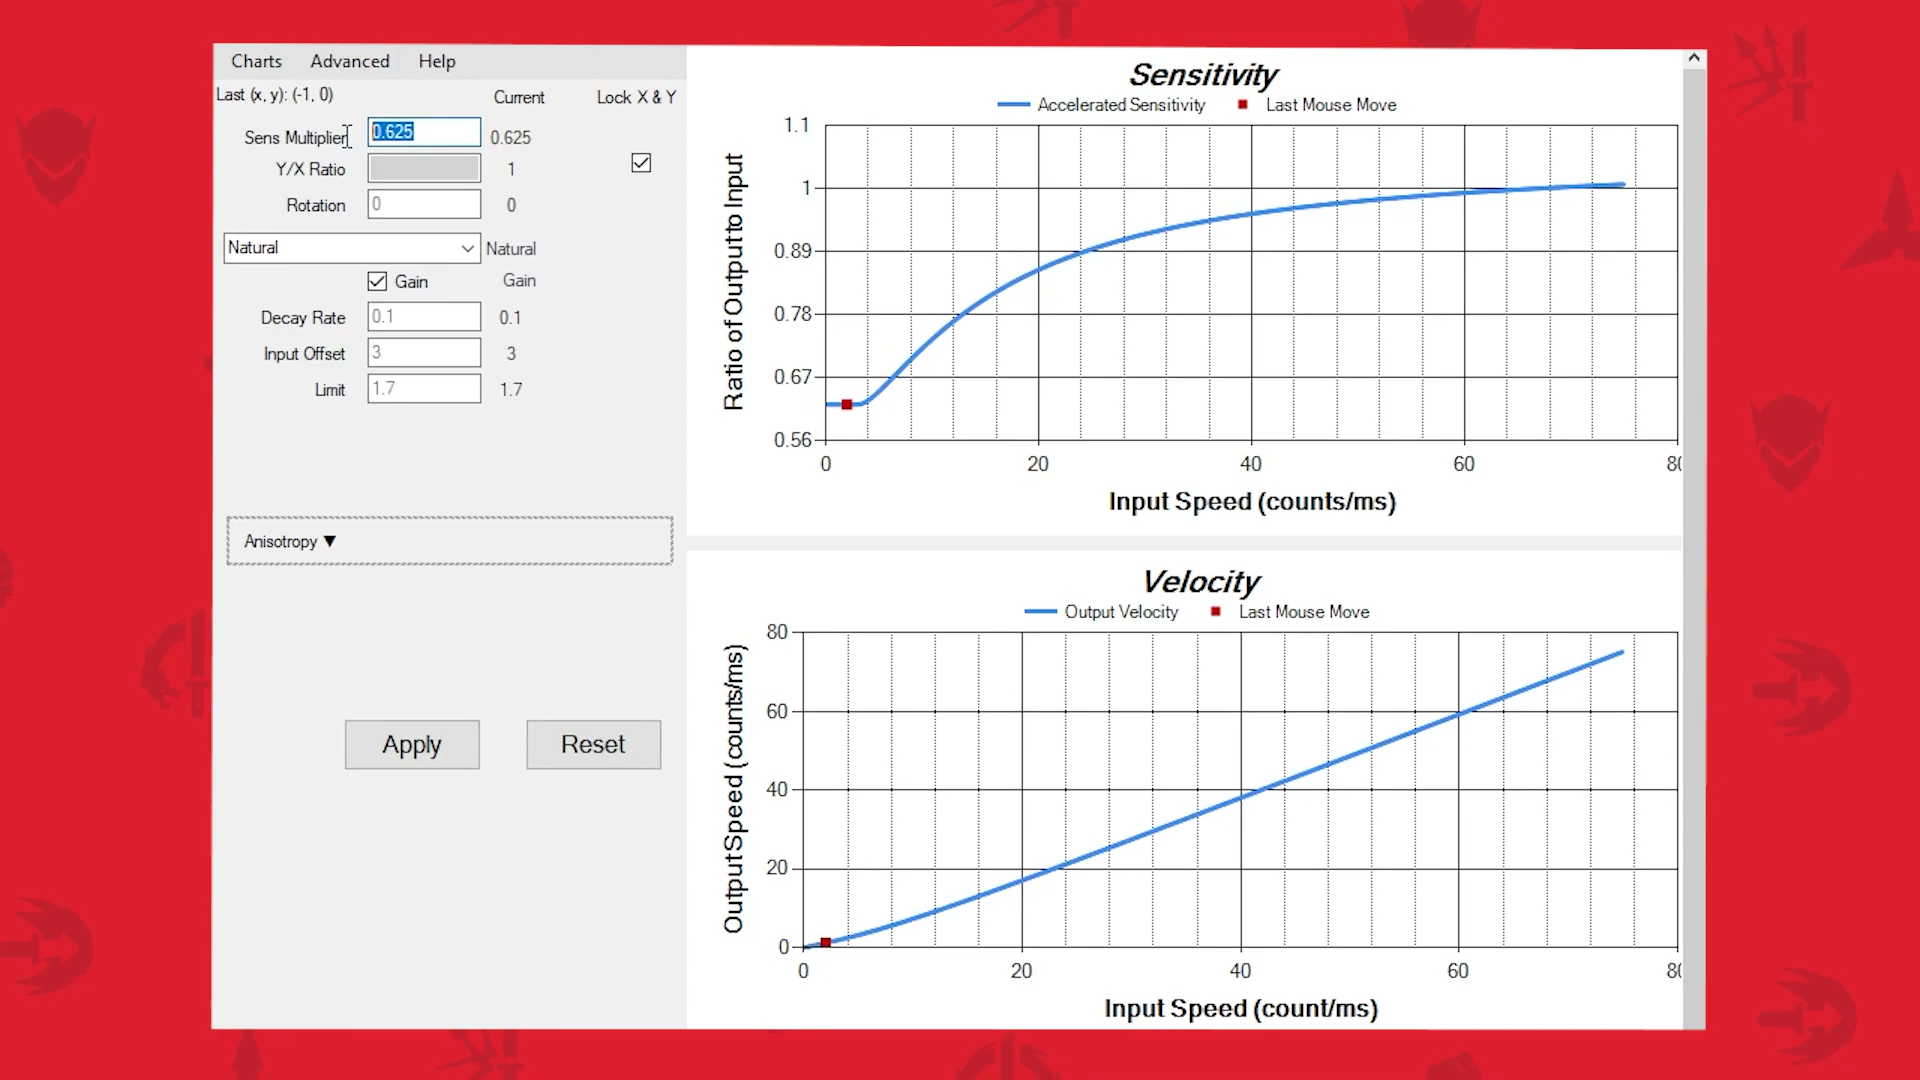 Charts Advanced Help
Last (x, y): (-1, 0)
Current
Lock X & Y
Sens Multiplier 0.625 0.625
Y/X Ratio 1
Rotation 0 0
Natural Natural
Gain Gain
Decay Rate 0.1 0.1
Input Offset 3 3
Limit 1.7 1.7
Anisotropy ▼
Apply Reset
Sensitivity
Accelerated Sensitivity Last Mouse Move
Ratio of Output to Input
1.1
1
0.89
0.78
0.67
0.56
0 20 40 60
Input Speed (counts/ms)
Velocity
Output Velocity Last Mouse Move
Output Speed (counts/ms)
80
60
40
20
0
0 20 40 60
Input Speed (count/ms)